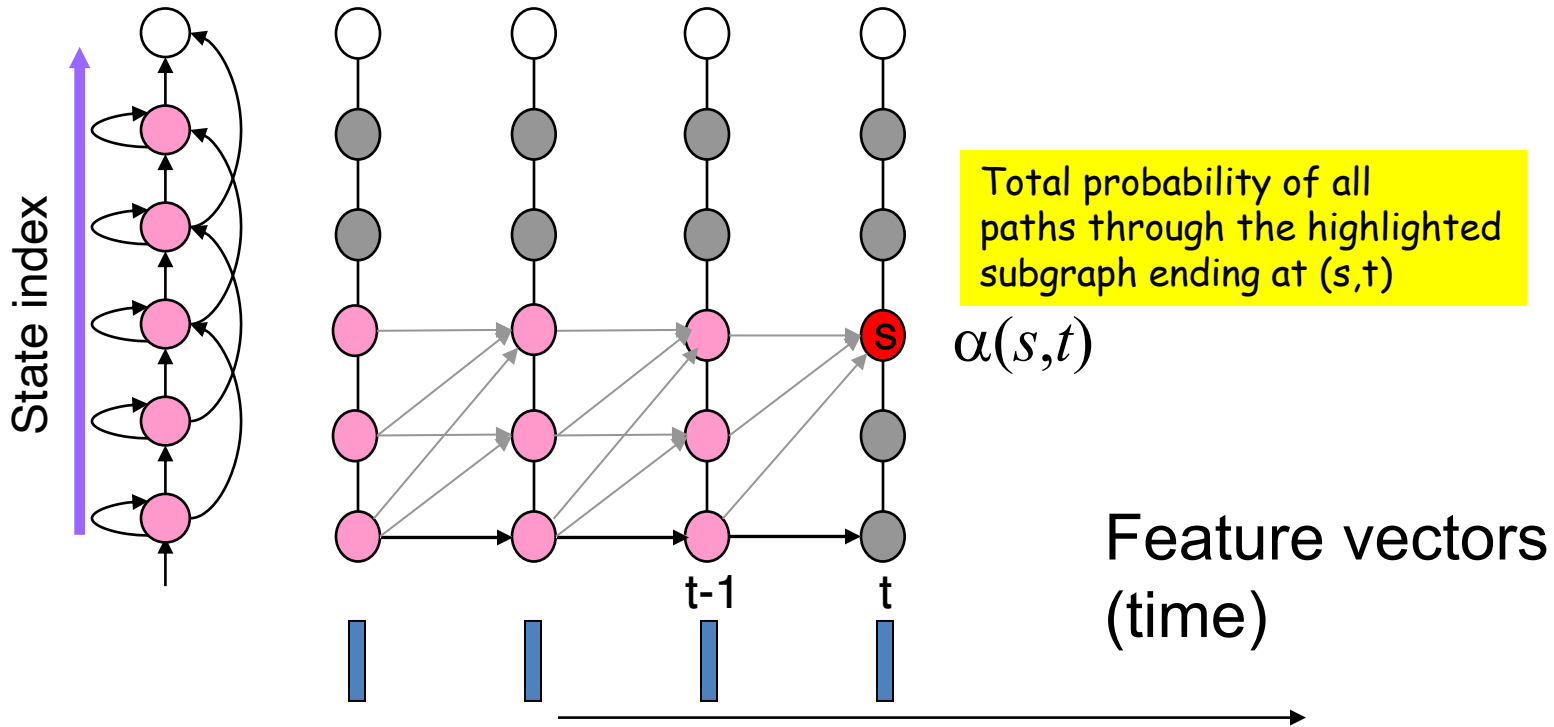 State index
Total probability of all
paths through the highlighted
subgraph ending at (s,t)
s
α(s,t)
t-1
t
Feature vectors
(time)